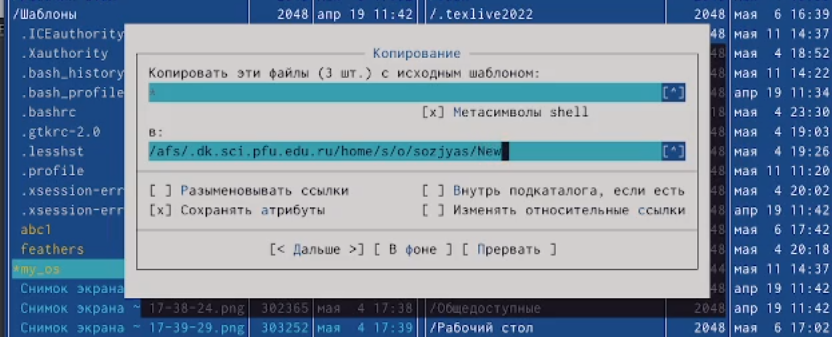 /Шаблоны 2048 апр 19 11:42 /.texlive2022 2048 мая 6 16:39
.ICEauthority 48 мая 11 14:37
.Xauthority Копирование 48 мая 4 18:52
.bash_history Копировать эти файлы (3 шт.) с исходным шаблоном: 48 мая 11 14:22
.bash_profile * [^] 48 апр 19 11:34
.bashrc [x] Метасимволы shell 48 мая 4 23:30
.gtkrc-2.0 в: 48 мая 4 19:03
.lesshst /afs/.dk.sci.pfu.edu.ru/home/s/o/sozjyas/New [^] 48 мая 4 19:26
.profile 48 мая 11 11:20
.xsession-err [ ] Разыменовывать ссылки [ ] Внутрь подкаталога, если есть 48 мая 4 20:02
.xsession-err [x] Сохранять атрибуты [ ] Изменять относительные ссылки 48 апр 19 11:42
abc1 48 мая 6 17:42
feathers [< Дальше >] [ В фоне ] [ Прервать ] 48 мая 4 20:18
*my_os мая 11 14:37
Снимок экрана 48 апр 19 11:42
Снимок экрана ~ 17-38-24.png 302365 мая 4 17:38 /Общедоступные 2048 апр 19 11:42
Снимок экрана ~ 17-39-29.png 303252 мая 4 17:39 /Рабочий стол 2048 мая 6 17:02